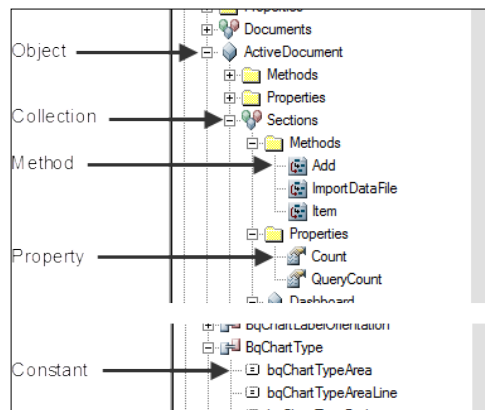 Properties
Documents
Object
ActiveDocument
Methods
Properties
Collection
Sections
Methods
Method
Add
ImportDataFile
Item
Properties
Property
Count
QueryCount
Dashboard
BqChartLabelOrientation
BqChartType
Constant
bqChartTypeArea
bqChartTypeAreaLine